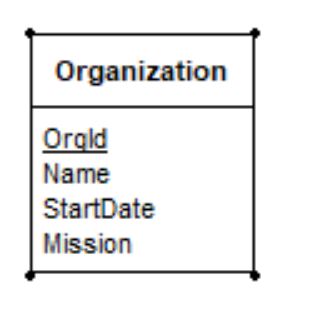 Organization
OrgId
Name
StartDate
Mission